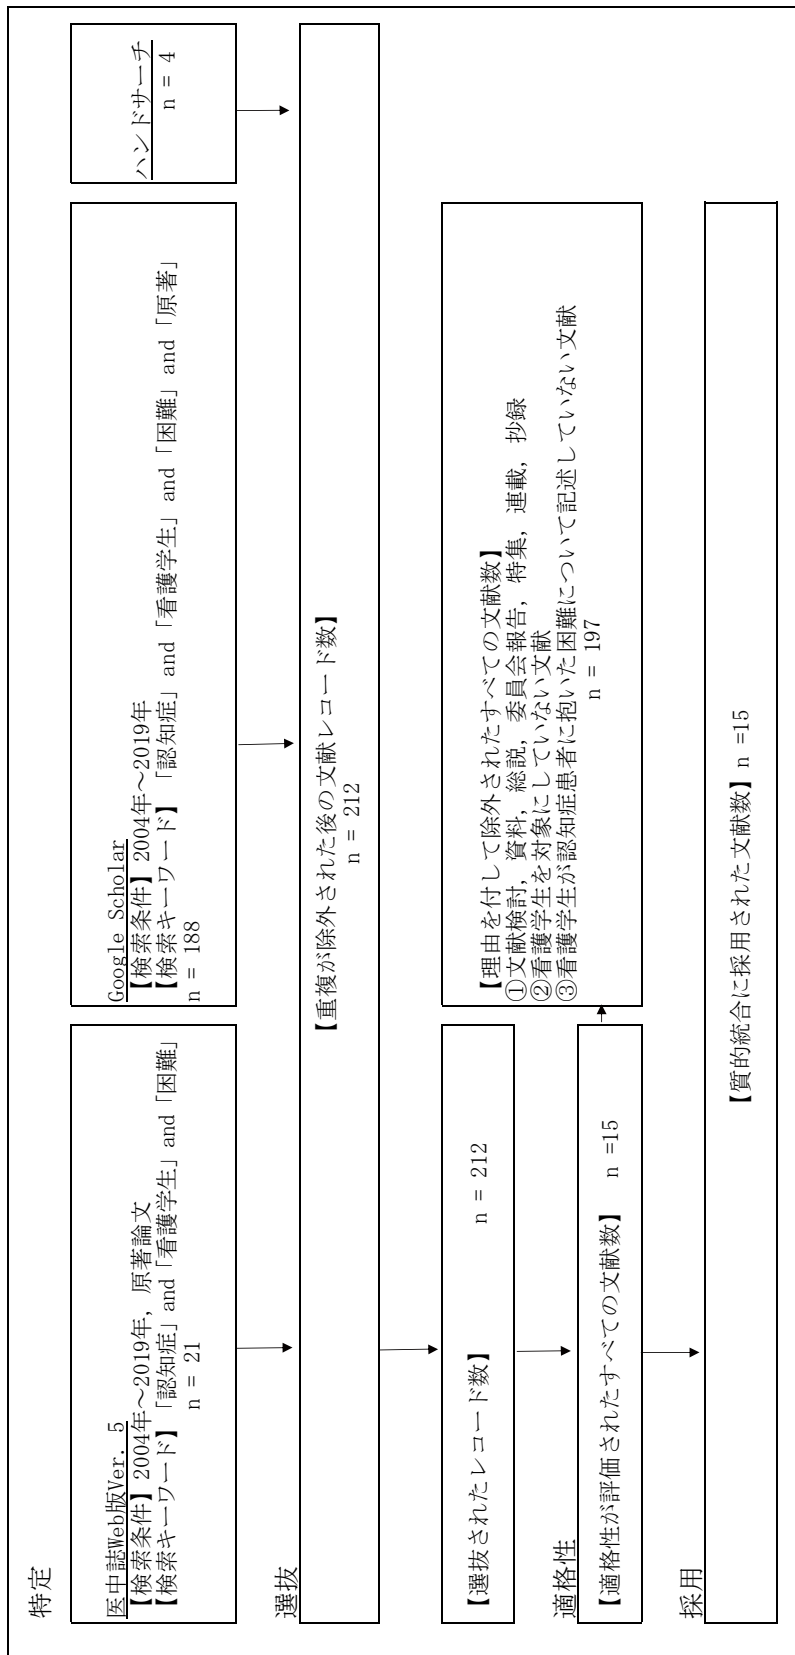 特定
医中誌Web版Ver. 5
【検索条件】2004年～2019年，原著論文
【検索キーワード】「認知症」and「看護学生」and「困難」
n = 21
Google Scholar
【検索条件】2004年～2019年
【検索キーワード】「認知症」and「看護学生」and「困難」and「原著」
n = 188
ハンドサーチ
n = 4
選抜
【重複が除外された後の文献レコード数】
n = 212
【選抜されたレコード数】 n = 212
適格性
【適格性が評価されたすべての文献数】 n =15
【理由を付して除外されたすべての文献数】
①文献検討，資料，総説，委員会報告，特集，連載，抄録
②看護学生を対象にしていない文献
③看護学生が認知症患者に抱いた困難について記述していない文献
n = 197
採用
【質的統合に採用された文献数】n =15